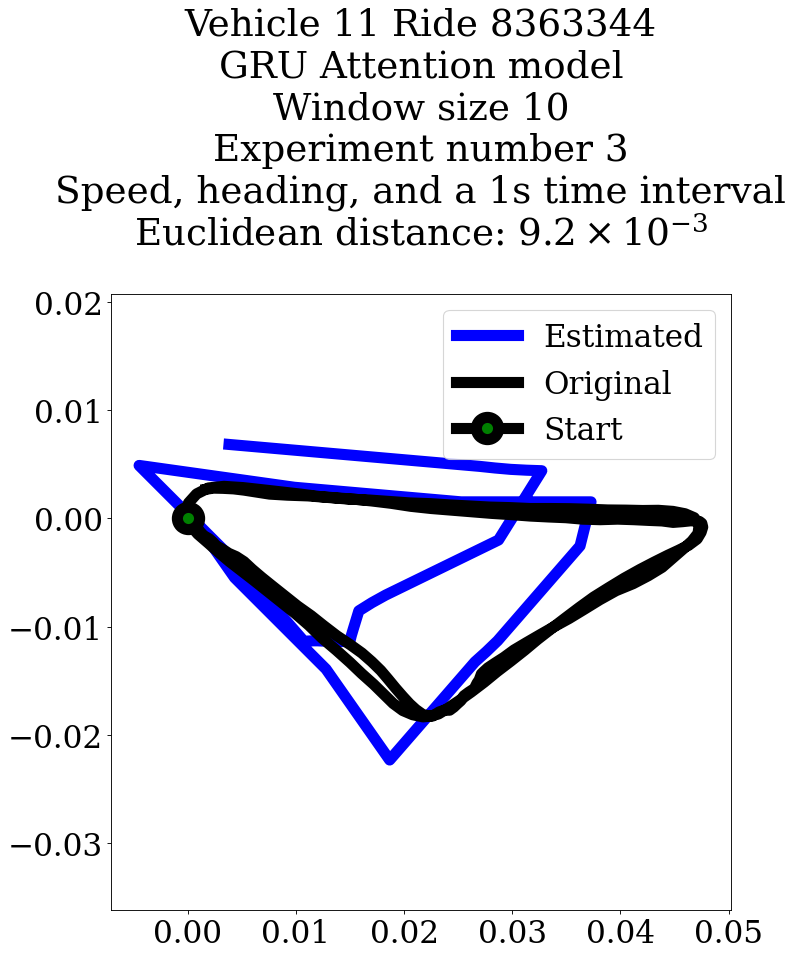 Vehicle 11 Ride 8363344
GRU Attention model
Window size 10
Experiment number 3
Speed, heading, and a 1s time interval
Euclidean distance: 9.2 × 10⁻³
Estimated
Original
Start
0.02
0.01
0.00
−0.01
−0.02
−0.03
0.00 0.01 0.02 0.03 0.04 0.05